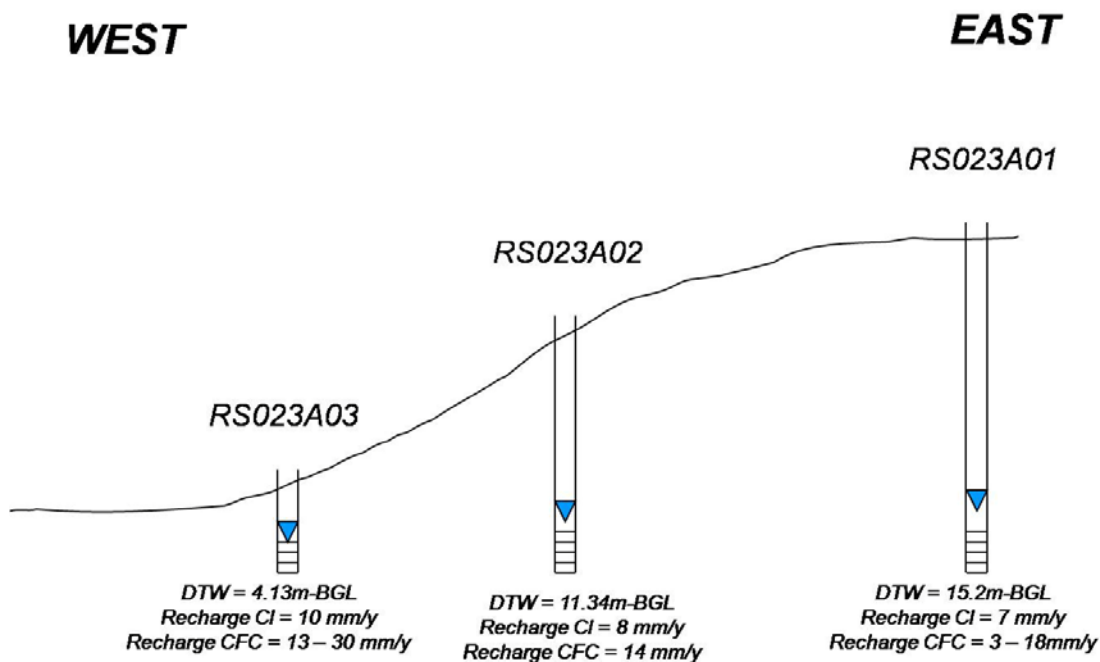 WEST
EAST
RS023A01
RS023A02
RS023A03
DTW = 4.13m-BGL
Recharge Cl = 10 mm/y
Recharge CFC = 13 – 30 mm/y
DTW = 11.34m-BGL
Recharge Cl = 8 mm/y
Recharge CFC = 14 mm/y
DTW = 15.2m-BGL
Recharge Cl = 7 mm/y
Recharge CFC = 3 – 18mm/y